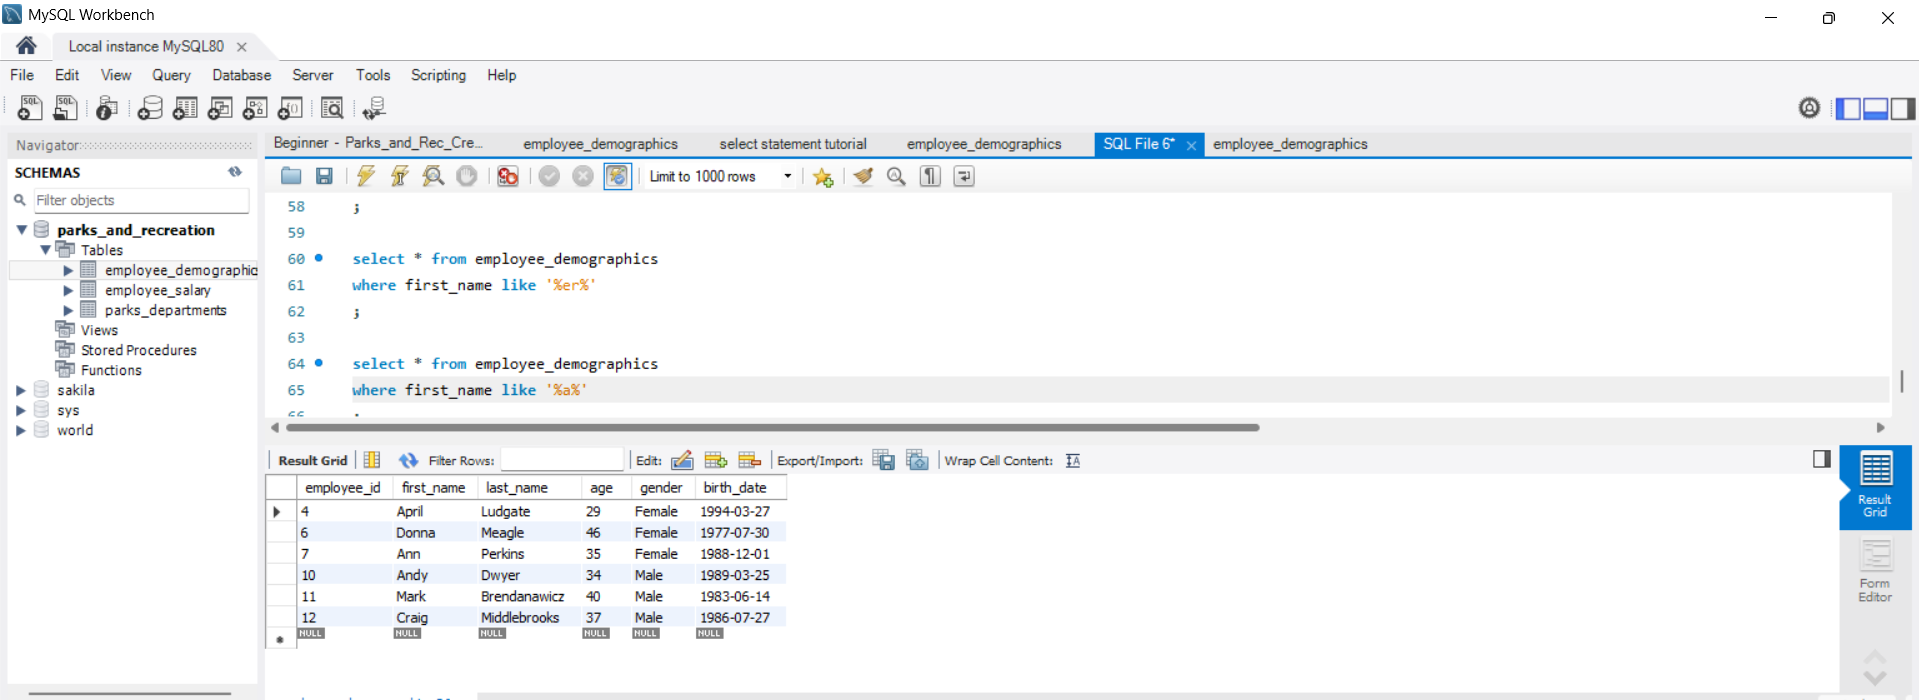 MySQL Workbench
Local instance MySQL80
File Edit View Query Database Server Tools Scripting Help
Navigator
SCHEMAS
Filter objects
parks_and_recreation
Tables
employee_demographic
employee_salary
parks_departments
Views
Stored Procedures
Functions
sakila
sys
world
Beginner - Parks_and_Rec_Cre... employee_demographics select statement tutorial employee_demographics SQL File 6* employee_demographics
Limit to 1000 rows
58 ;
59
60 select * from employee_demographics
61 where first_name like '%er%'
62 ;
63
64 select * from employee_demographics
65 where first_name like '%a%'
66 ;
Result Grid Filter Rows: Edit: Export/Import: Wrap Cell Content:
employee_id first_name last_name age gender birth_date
4 April Ludgate 29 Female 1994-03-27
6 Donna Meagle 46 Female 1977-07-30
7 Ann Perkins 35 Female 1988-12-01
10 Andy Dwyer 34 Male 1989-03-25
11 Mark Brendanawicz 40 Male 1983-06-14
12 Craig Middlebrooks 37 Male 1986-07-27
NULL NULL NULL NULL NULL NULL
Result
Grid
Form
Editor